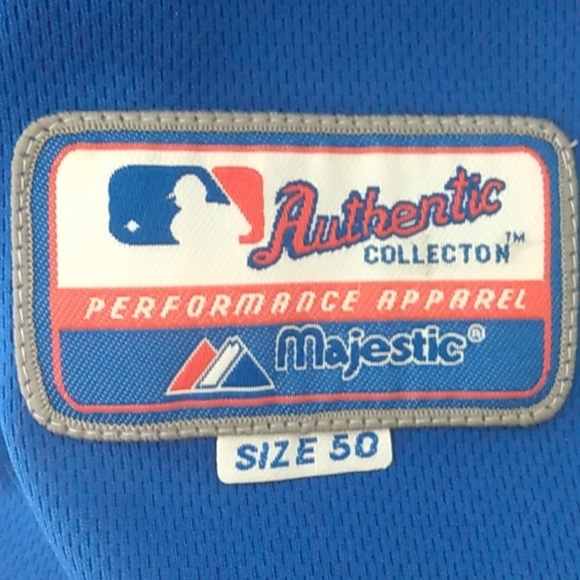 Authentic
COLLECTON™
PERFORMANCE APPAREL
Majestic®
SIZE 50